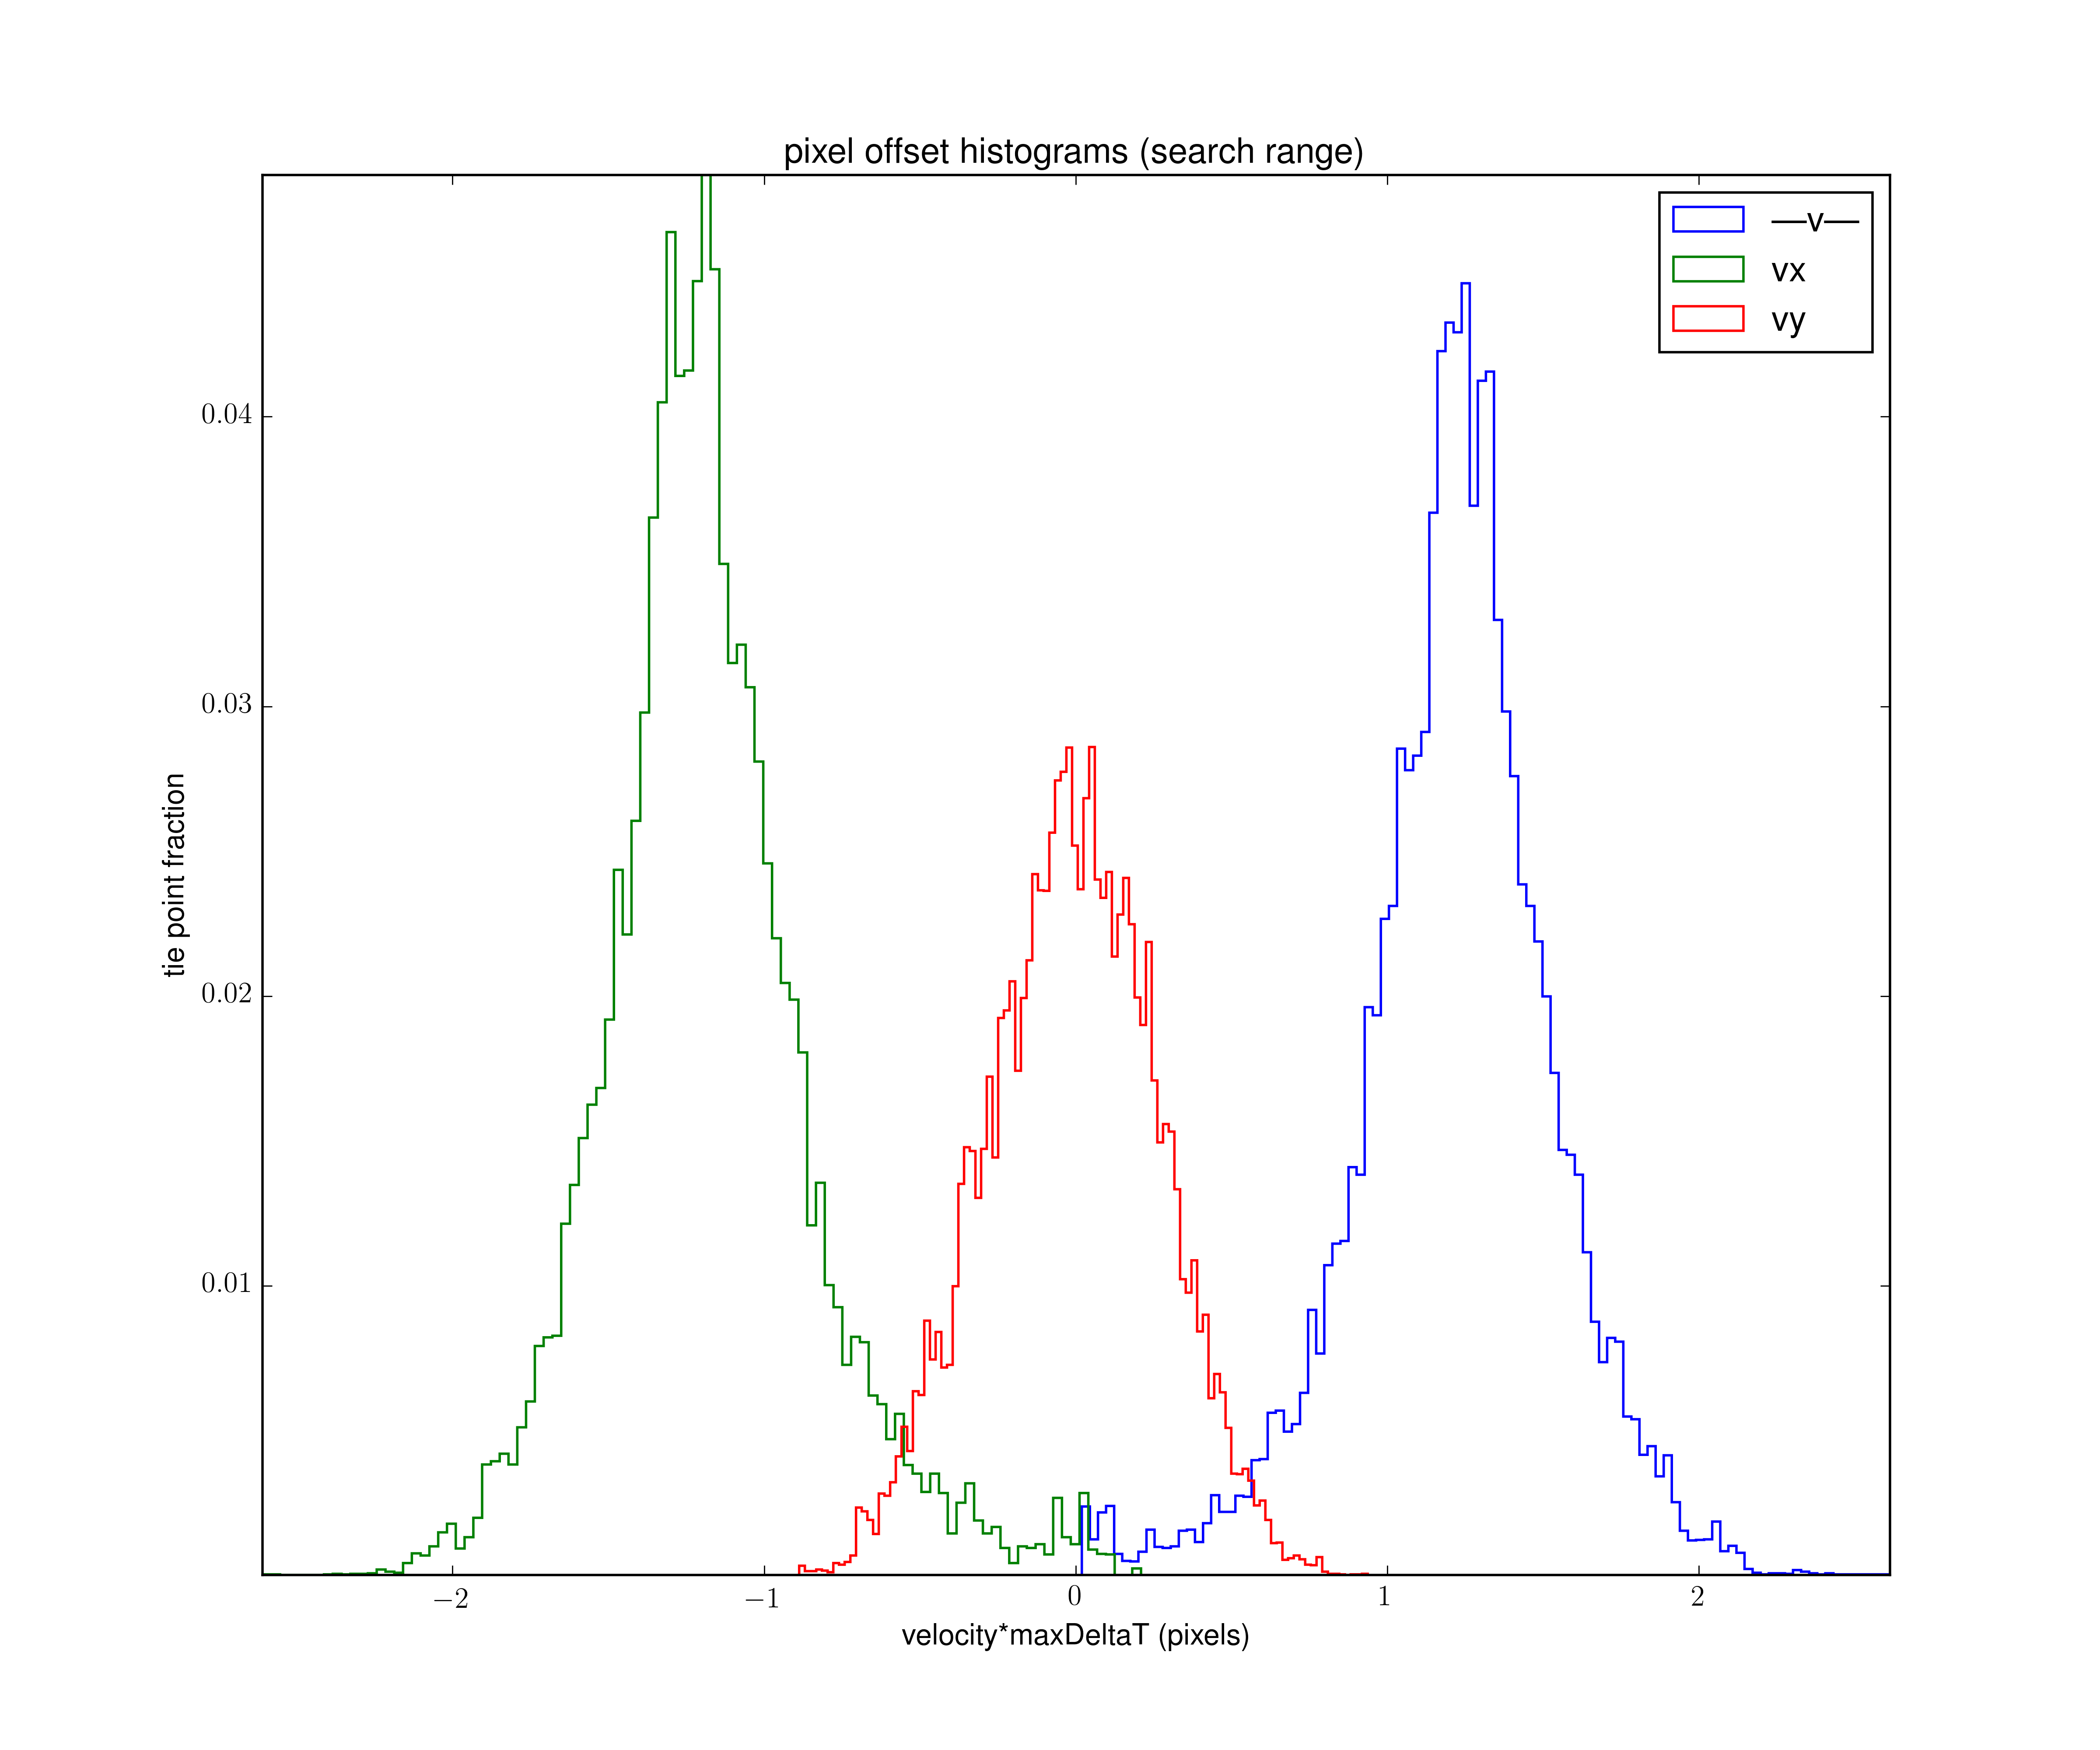 pixel offset histograms (search range)
—v—
vx
vy
0.04
0.03
0.02
0.01
tie point fraction
−2 −1 0 1 2
velocity*maxDeltaT (pixels)